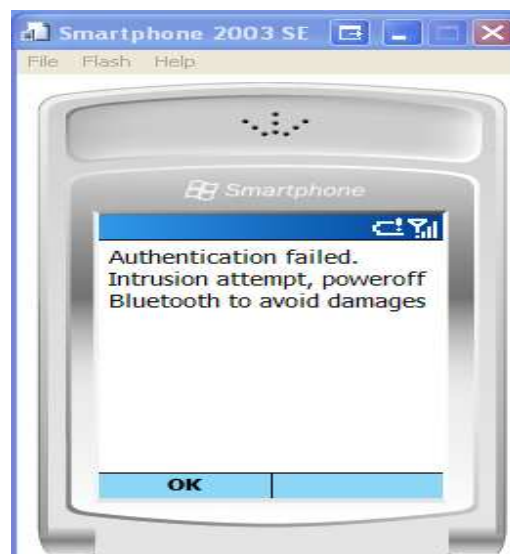 Smartphone 2003 SE
File Flash Help
Smartphone
Authentication failed.
Intrusion attempt, poweroff
Bluetooth to avoid damages
OK